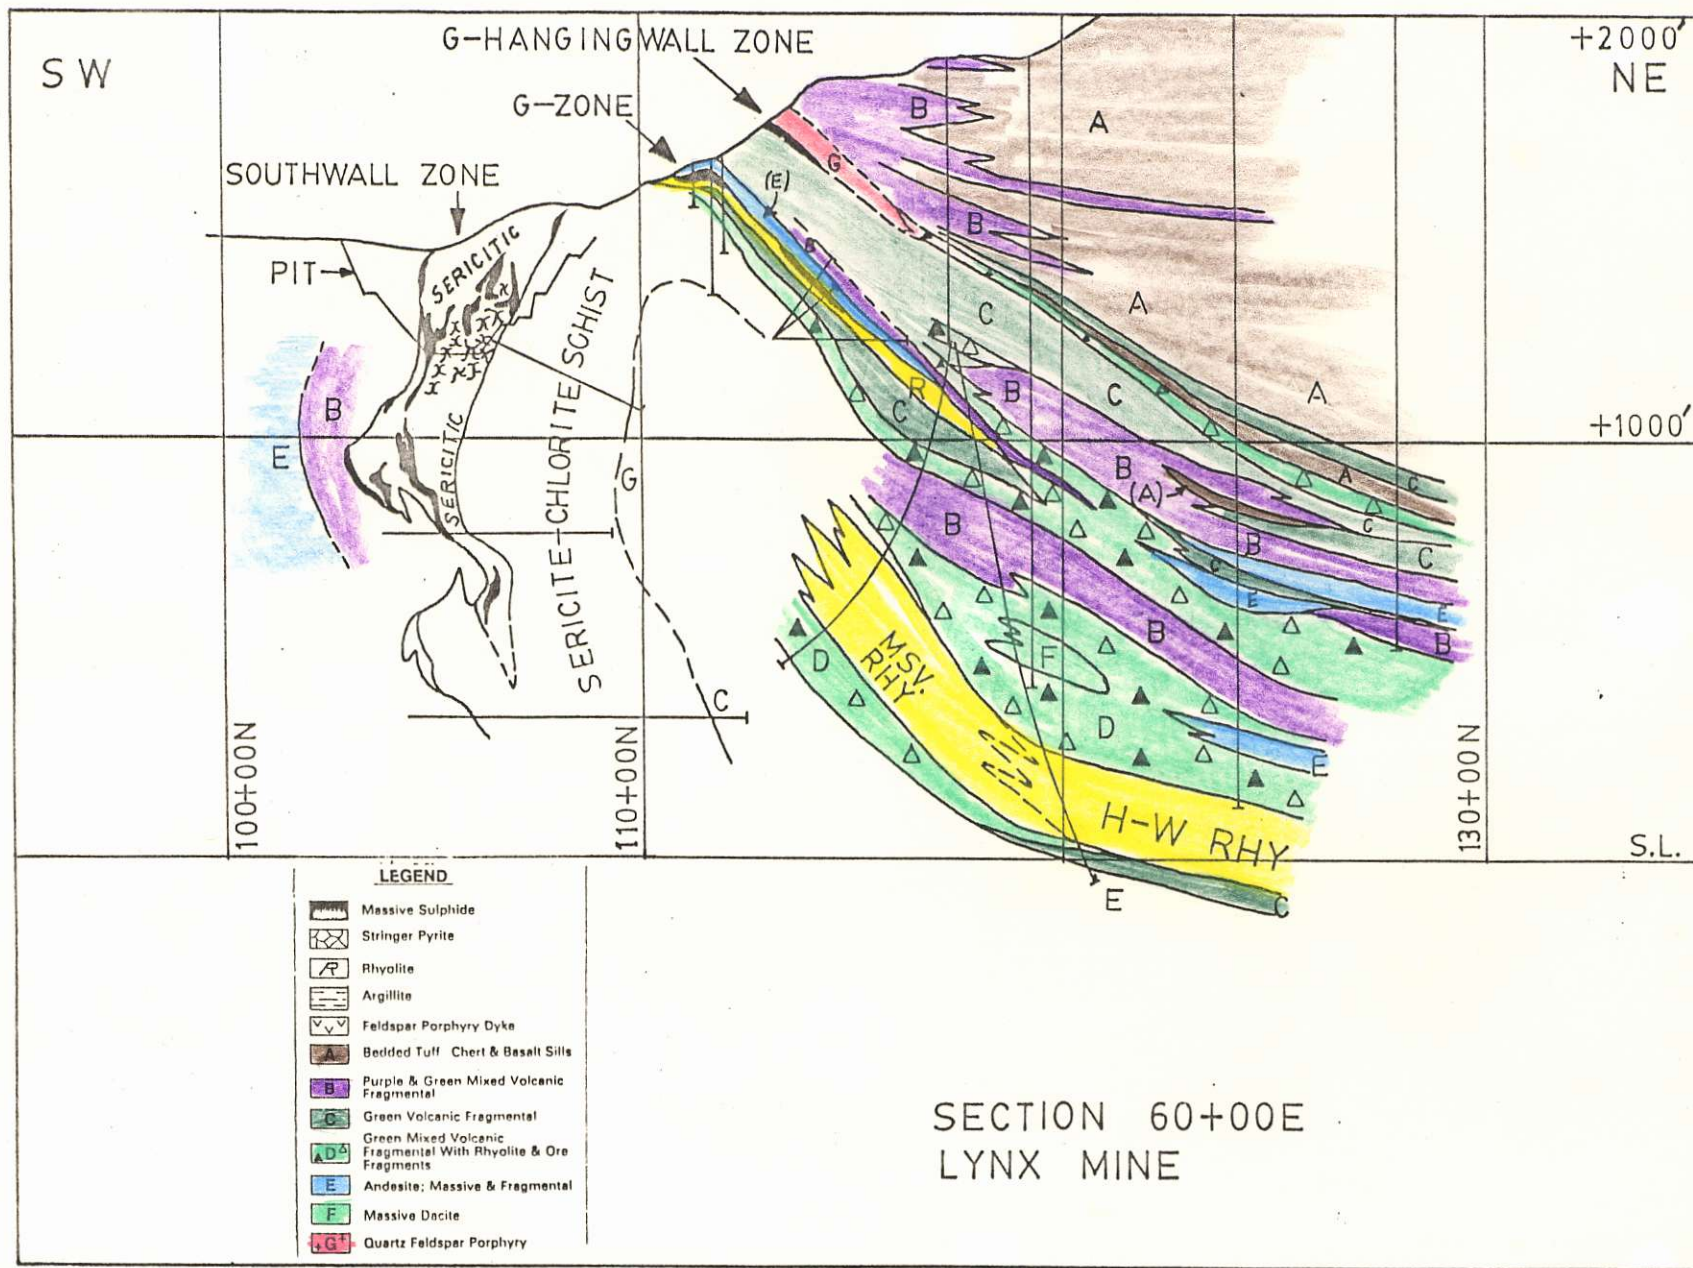 G-HANGINGWALL ZONE
+2000'
SW
NE
G-ZONE
B
A
SOUTHWALL ZONE
G
(E)
B
SERICITIC
B
PIT
A
C
B
A
R
C
B
C
+1000'
E
SERICITIC
SERICITE-CHLORITE SCHIST
G
B
(A)
A
C
B
C
B
C
C
E
E
MSV.
RHY.
F
B
B
D
C
D
E
100+00N
110+00N
130+00N
H-W RHY
S.L.
E
C
LEGEND
Massive Sulphide
Stringer Pyrite
R Rhyolite
Argillite
Feldspar Porphyry Dyke
A Bedded Tuff Chert & Basalt Sills
B Purple & Green Mixed Volcanic
Fragmental
C Green Volcanic Fragmental
Green Mixed Volcanic
D Fragmental With Rhyolite & Ore
Fragments
E Andesite; Massive & Fragmental
F Massive Dacite
+G+ Quartz Feldspar Porphyry
SECTION 60+00E
LYNX MINE